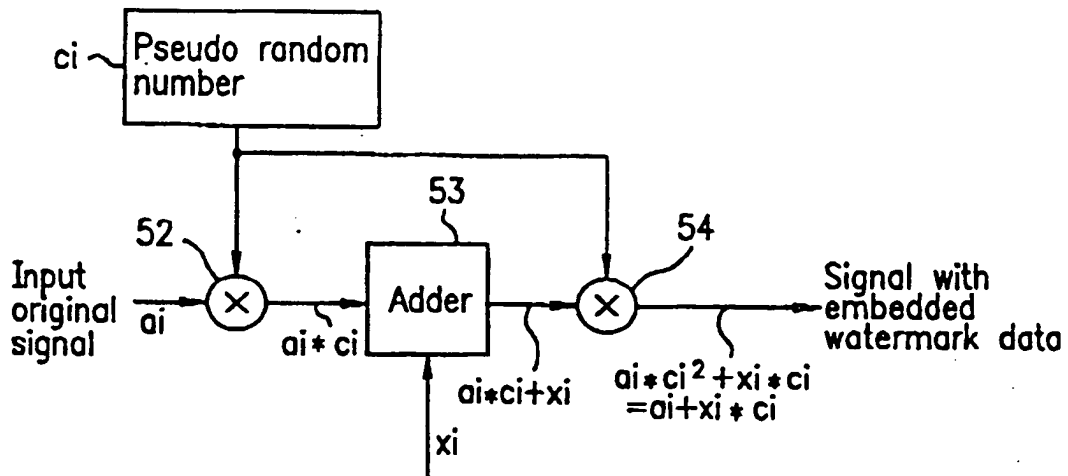 ci
Pseudo random
number
53
52
54
Input
original
signal
ai
×
ai* ci
Adder
ai*ci+xi
×
ai*ci²+xi*ci
=ai+xi*ci
Signal with
embedded
watermark data
xi